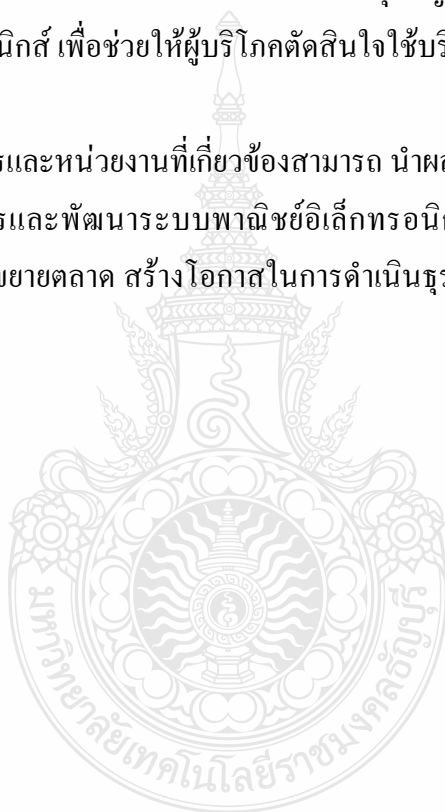 นิกส์ เพื่อช่วยให้ผู้บริโภคตัดสินใจใช้บริ
รและหน่วยงานที่เกี่ยวข้องสามารถ นำผล
รและพัฒนาระบบพาณิชย์อิเล็กทรอนิก
ขยายตลาด สร้างโอกาสในการดำเนินธุร
มหาวิทยาลัยเทคโนโลยีราชมงคลธัญบุรี